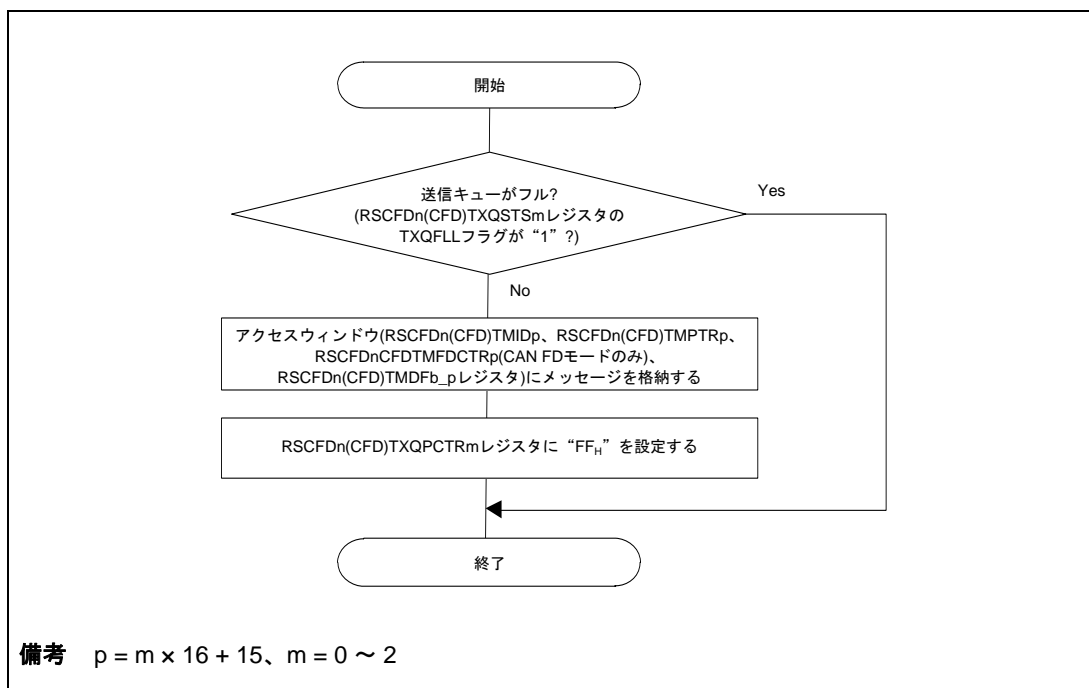 開始
送信キューがフル?
(RSCFDn(CFD)TXQSTSmレジスタの
TXQFLLフラグが“1”?)
Yes
No
アクセスウィンドウ(RSCFDn(CFD)TMIDp、RSCFDn(CFD)TMPTRp、
RSCFDnCFDTMFDCTRp(CAN FDモードのみ)、
RSCFDn(CFD)TMDFb_pレジスタ)にメッセージを格納する
RSCFDn(CFD)TXQPCTRmレジスタに“FFH”を設定する
終了
備考 p = m × 16 + 15、m = 0 ～ 2